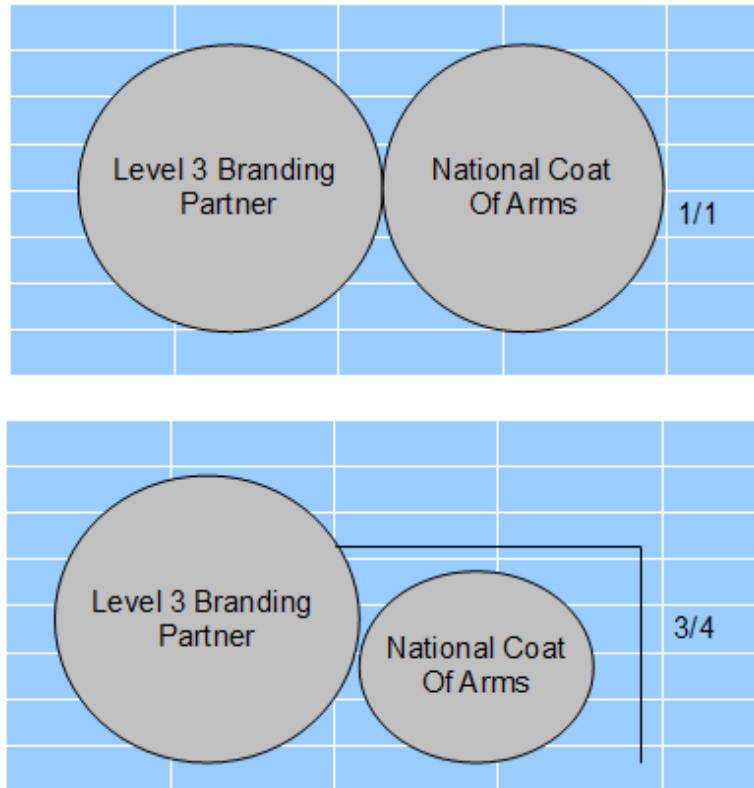 Level 3 Branding
Partner
National Coat
Of Arms
1/1
Level 3 Branding
Partner
National Coat
Of Arms
3/4